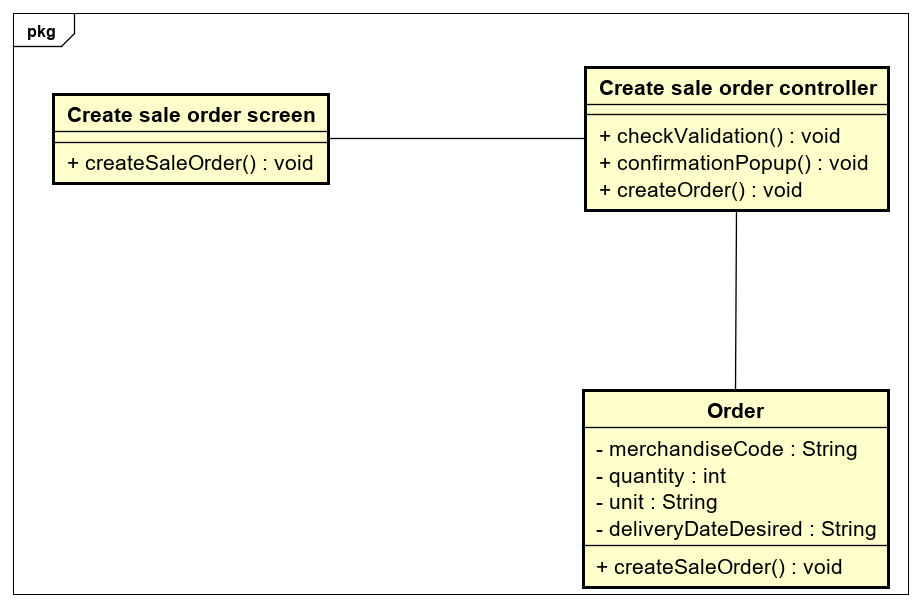 pkg
Create sale order screen
+ createSaleOrder() : void
Create sale order controller
+ checkValidation() : void
+ confirmationPopup() : void
+ createOrder() : void
Order
- merchandiseCode : String
- quantity : int
- unit : String
- deliveryDateDesired : String
+ createSaleOrder() : void